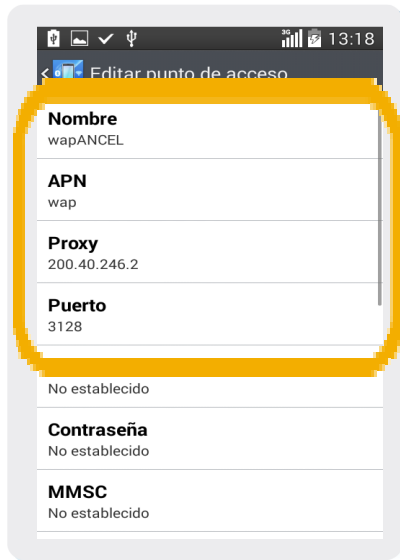 3G 13:18
Editar punto de acceso
Nombre
wapANCEL
APN
wap
Proxy
200.40.246.2
Puerto
3128
No establecido
Contraseña
No establecido
MMSC
No establecido